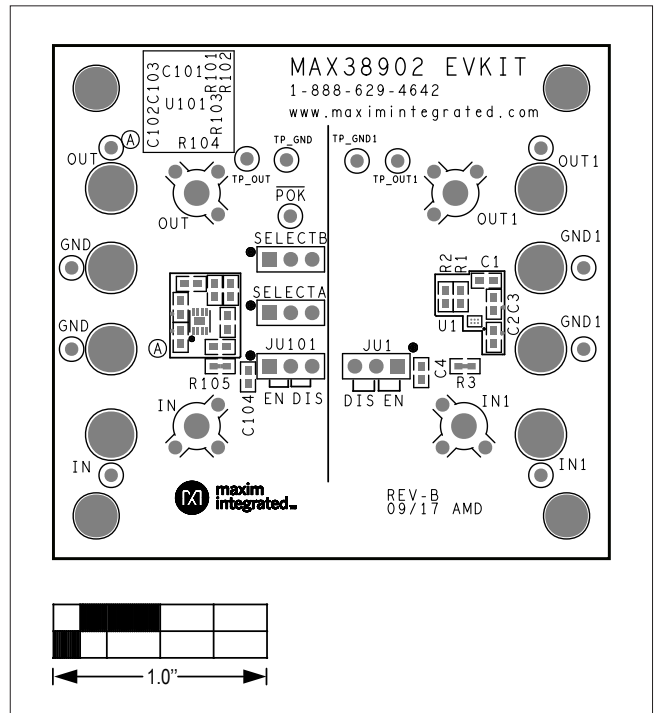 MAX38902 EVKIT
1-888-629-4642
www.maximintegrated.com
C102
C103
C101
U101
R101
R102
R103
R104
A
OUT
TP_OUT
TP_GND
TP_GND1
TP_OUT1
OUT1
OUT
POK
OUT1
GND
SELECTB
GND1
SELECTA
R2
R1
C1
C3
C2
U1
GND
A
JU101
JU1
GND1
R105
C104
EN DIS
DIS EN
C4
R3
IN
IN1
IN
IN1
maxim
integrated™
REV-B
09/17 AMD
1.0”